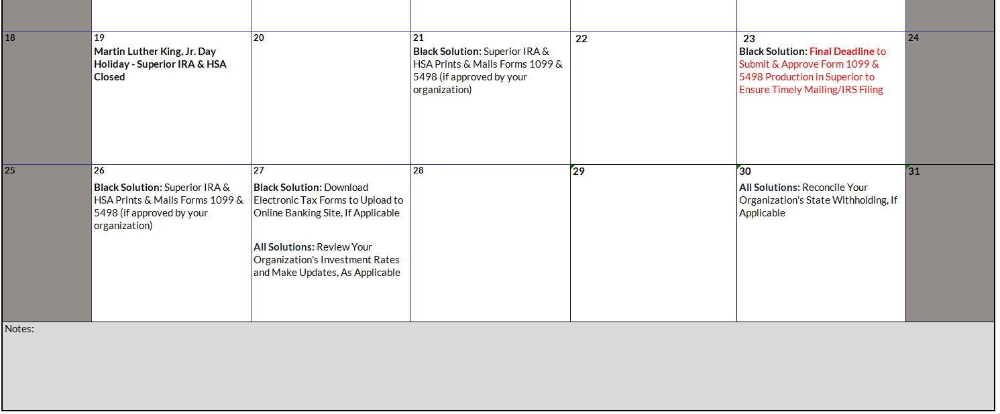 18
19
Martin Luther King, Jr. Day
Holiday - Superior IRA & HSA
Closed
20
21
Black Solution: Superior IRA &
HSA Prints & Mails Forms 1099 &
5498 (if approved by your
organization)
22
23
Black Solution: Final Deadline to
Submit & Approve Form 1099 &
5498 Production in Superior to
Ensure Timely Mailing/IRS Filing
24
25
26
Black Solution: Superior IRA &
HSA Prints & Mails Forms 1099 &
5498 (if approved by your
organization)
27
Black Solution: Download
Electronic Tax Forms to Upload to
Online Banking Site, If Applicable
All Solutions: Review Your
Organization's Investment Rates
and Make Updates, As Applicable
28
29
30
All Solutions: Reconcile Your
Organization's State Withholding, If
Applicable
31
Notes: